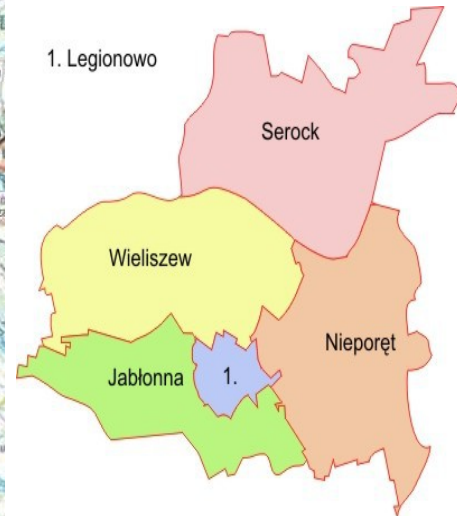 1. Legionowo
Serock
Wieliszew
Nieporęt
Jabłonna
1.